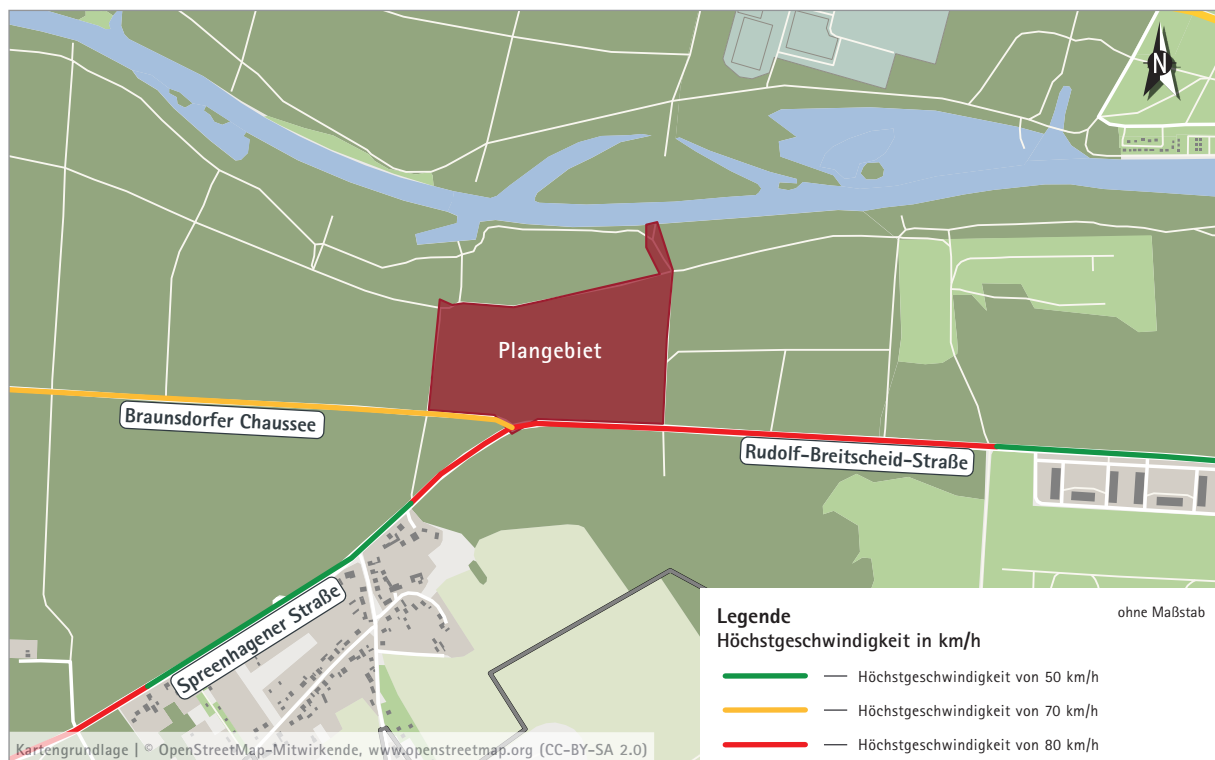 N
Plangebiet
Braunsdorfer Chaussee
Rudolf-Breitscheid-Straße
Spreenhagener Straße
Legende
ohne Maßstab
Höchstgeschwindigkeit in km/h
Höchstgeschwindigkeit von 50 km/h
Höchstgeschwindigkeit von 70 km/h
Höchstgeschwindigkeit von 80 km/h
Kartengrundlage | © OpenStreetMap-Mitwirkende, www.openstreetmap.org (CC-BY-SA 2.0)